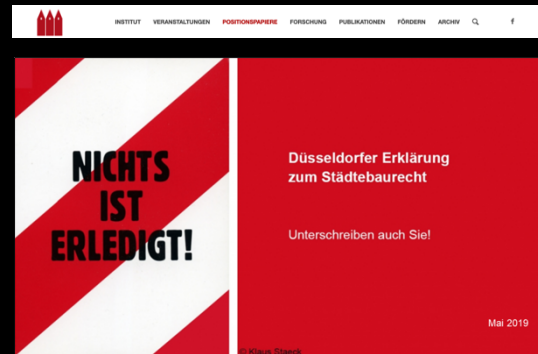 INSTITUT VERANSTALTUNGEN POSITIONSPAPIERE FORSCHUNG PUBLIKATIONEN FÖRDERN ARCHIV f
NICHTS
IST
ERLEDIGT!
Düsseldorfer Erklärung
zum Städtebaurecht
Unterschreiben auch Sie!
Mai 2019
© Klaus Staeck